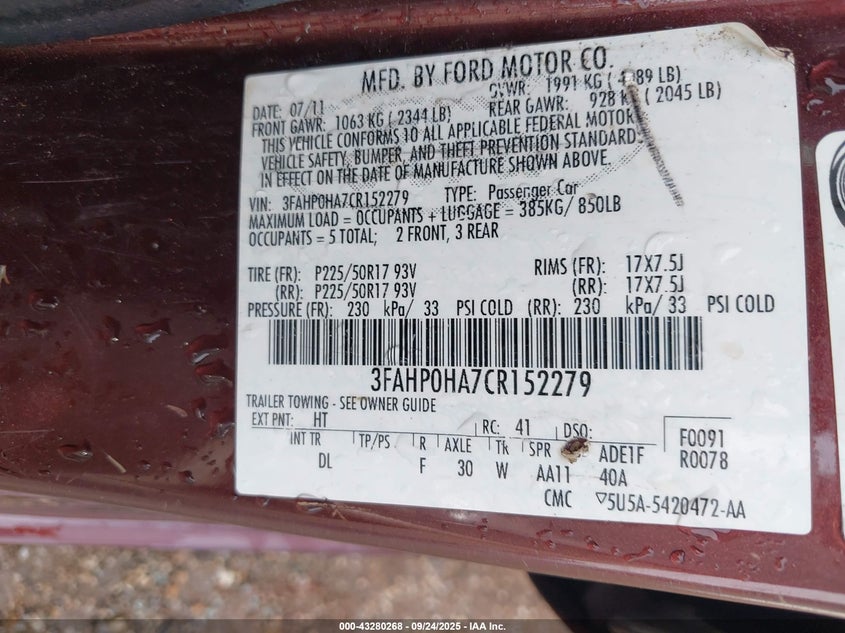 MFD. BY FORD MOTOR CO.
DATE: 07/11 GVWR: 1991 KG ( 4389 LB)
FRONT GAWR: 1063 KG ( 2344 LB) REAR GAWR: 928 KG ( 2045 LB)
THIS VEHICLE CONFORMS TO ALL APPLICABLE FEDERAL MOTOR
VEHICLE SAFETY, BUMPER, AND THEFT PREVENTION STANDARD
IN EFFECT ON THE DATE OF MANUFACTURE SHOWN ABOVE.
VIN: 3FAHP0HA7CR152279 TYPE: Passenger Car
MAXIMUM LOAD = OCCUPANTS + LUGGAGE = 385KG/ 850LB
OCCUPANTS = 5 TOTAL; 2 FRONT, 3 REAR
TIRE (FR): P225/50R17 93V RIMS (FR): 17X7.5J
(RR): P225/50R17 93V (RR): 17X7.5J
PRESSURE (FR): 230 kPa/ 33 PSI COLD (RR): 230 kPa/ 33 PSI COLD
3FAHP0HA7CR152279
TRAILER TOWING - SEE OWNER GUIDE
EXT PNT: HT RC: 41 DSO: F0091
INT TR TP/PS R AXLE TR SPR ADE1F R0078
DL F 30 W AA11 40A
CMC ▽5U5A-5420472-AA
000-43280268 - 09/24/2025 - IAA Inc.